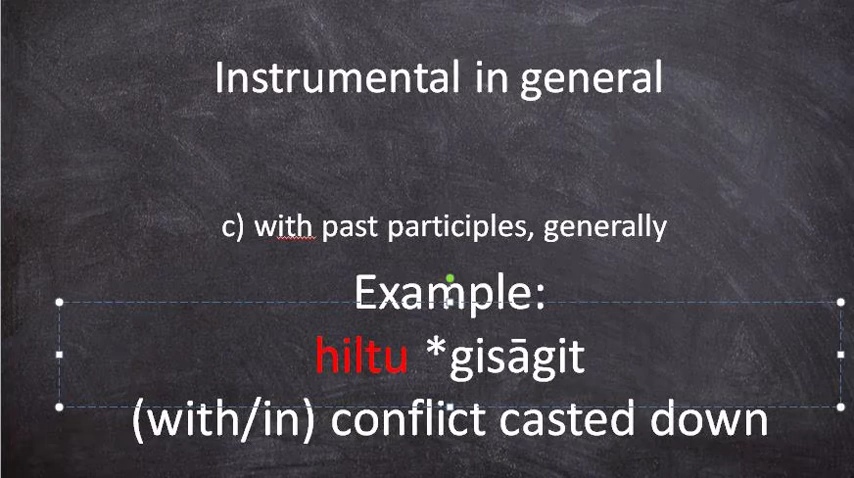 Instrumental in general
c) with past participles, generally
Example:
hiltu *gisāgit
(with/in) conflict casted down